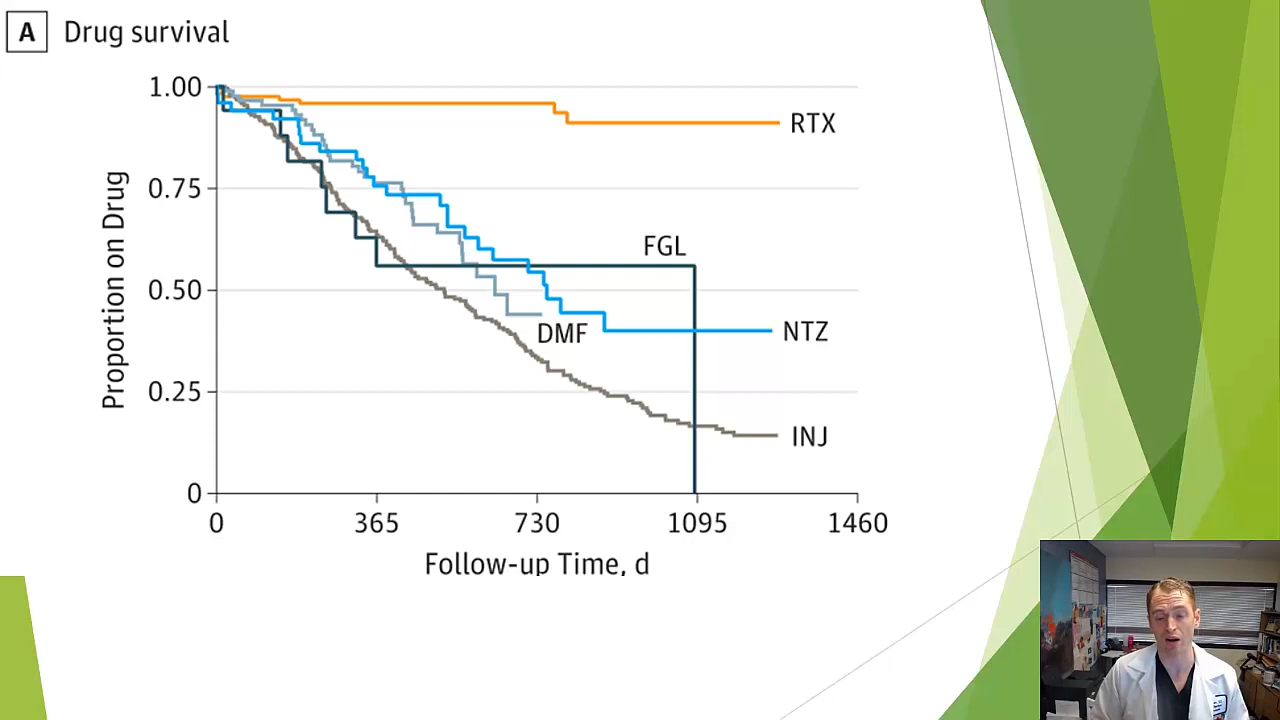 A Drug survival
1.00
0.75
0.50
0.25
0
Proportion on Drug
RTX
FGL
DMF
NTZ
INJ
0 365 730 1095 1460
Follow-up Time, d